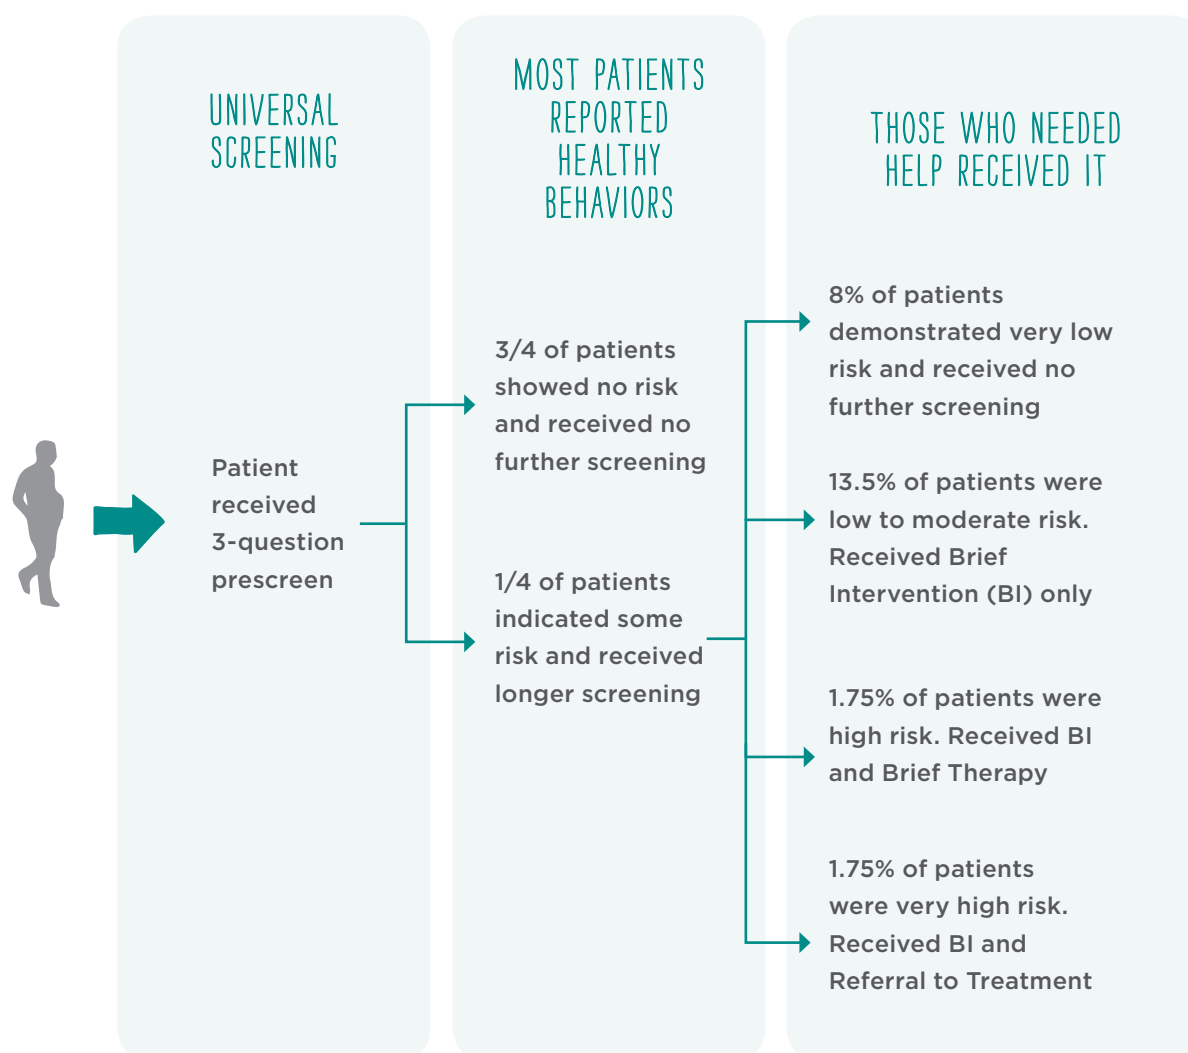 UNIVERSAL
SCREENING
Patient
received
3-question
prescreen
MOST PATIENTS
REPORTED
HEALTHY
BEHAVIORS
3/4 of patients
showed no risk
and received no
further screening
1/4 of patients
indicated some
risk and received
longer screening
THOSE WHO NEEDED
HELP RECEIVED IT
8% of patients
demonstrated very low
risk and received no
further screening
13.5% of patients were
low to moderate risk.
Received Brief
Intervention (BI) only
1.75% of patients were
high risk. Received BI
and Brief Therapy
1.75% of patients
were very high risk.
Received BI and
Referral to Treatment